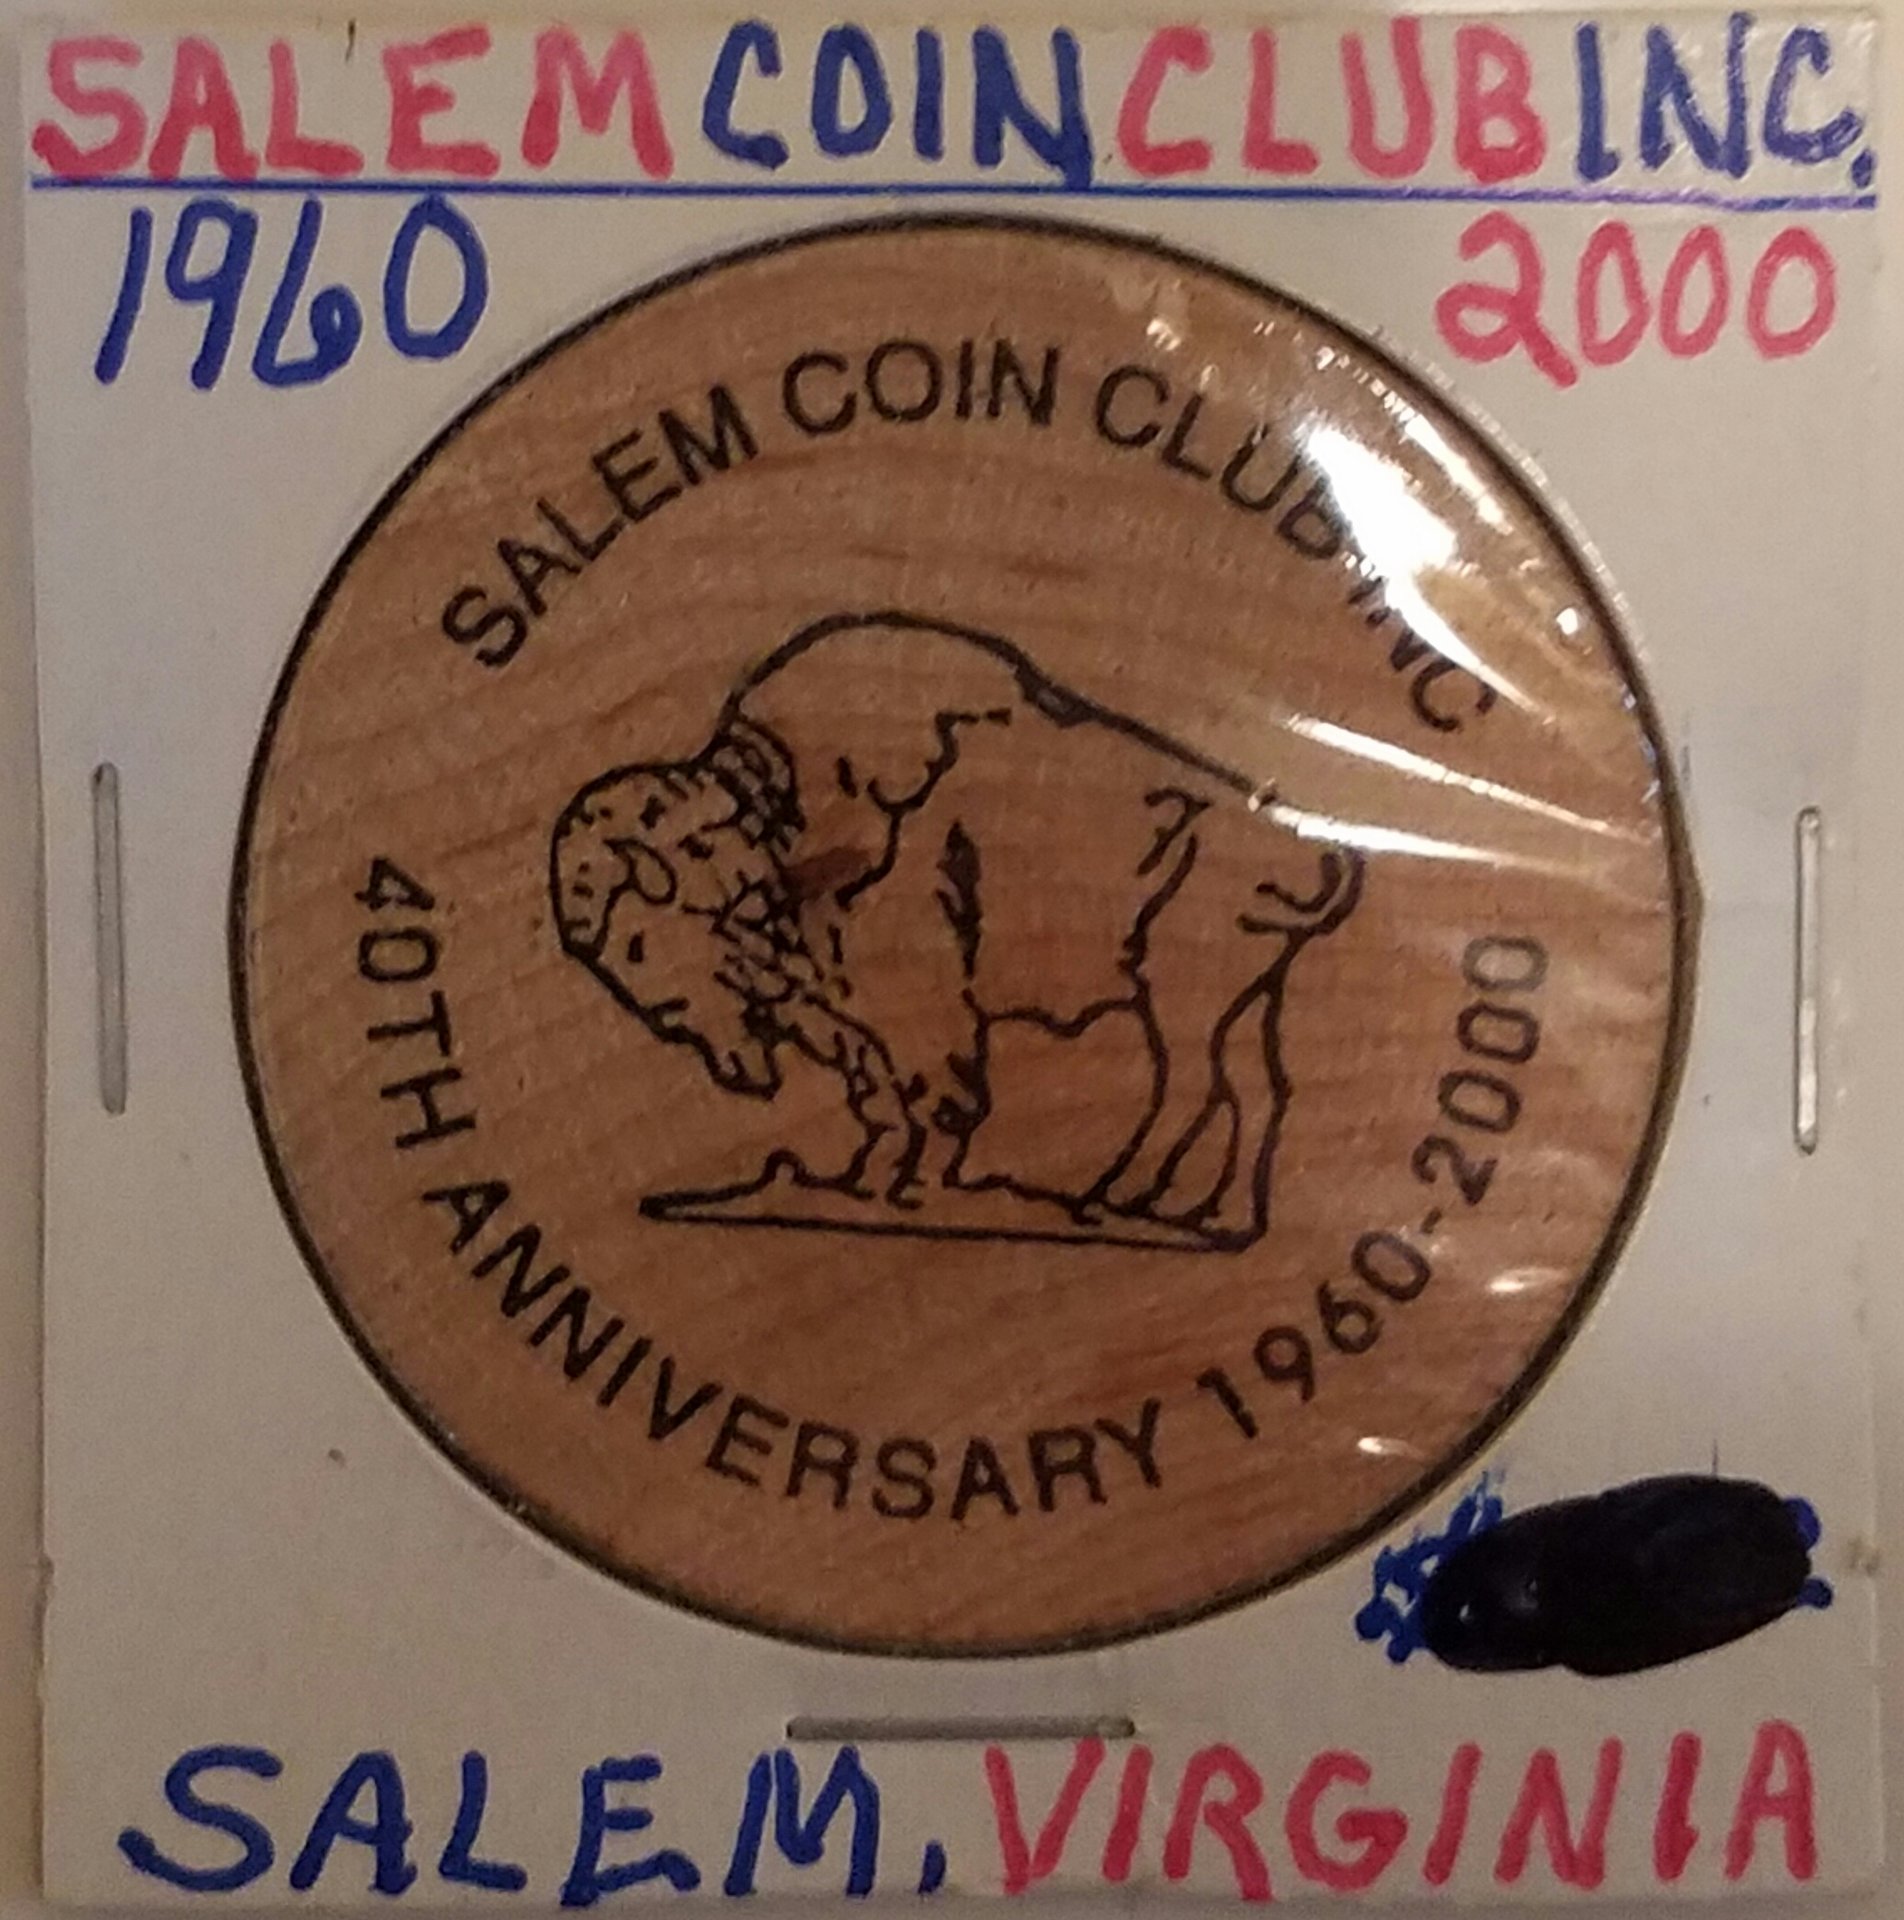 SALEM COIN CLUB INC.
1960 2000
SALEM COIN CLUB INC
40TH ANNIVERSARY 1960-2000
SALEM, VIRGINIA